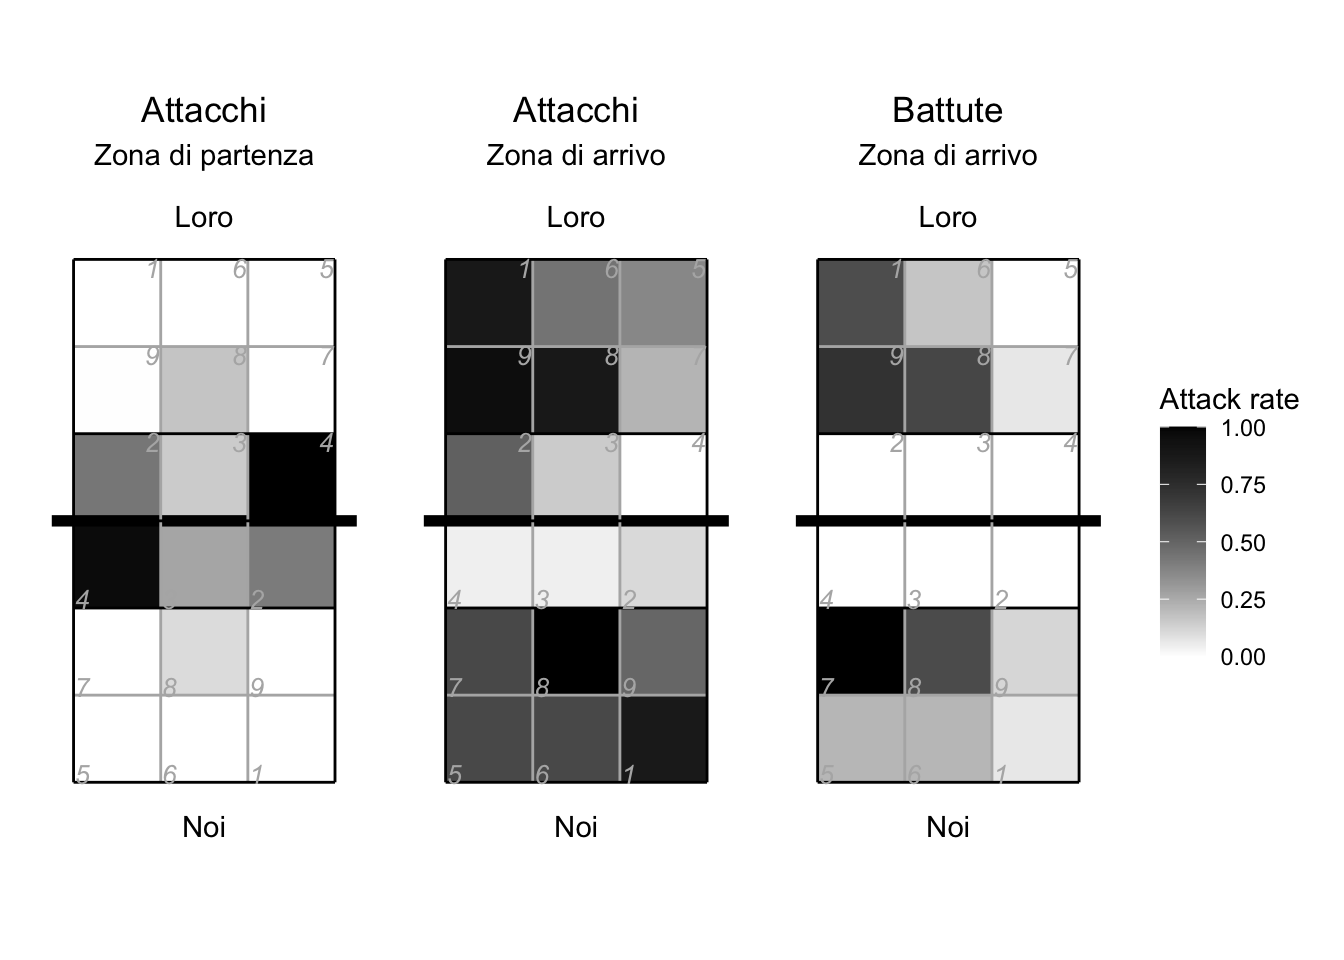 Attacchi Attacchi Battute
Zona di partenza Zona di arrivo Zona di arrivo
Loro Loro Loro
1 6 5 1 6 5 1 6 5
9 8 7 9 8 7 9 8 7
2 3 4 2 3 4 2 3 4
4 3 2 4 3 2 4 3 2
7 8 9 7 8 9 7 8 9
5 6 1 5 6 1 5 6 1
Noi Noi Noi
Attack rate
1.00
0.75
0.50
0.25
0.00